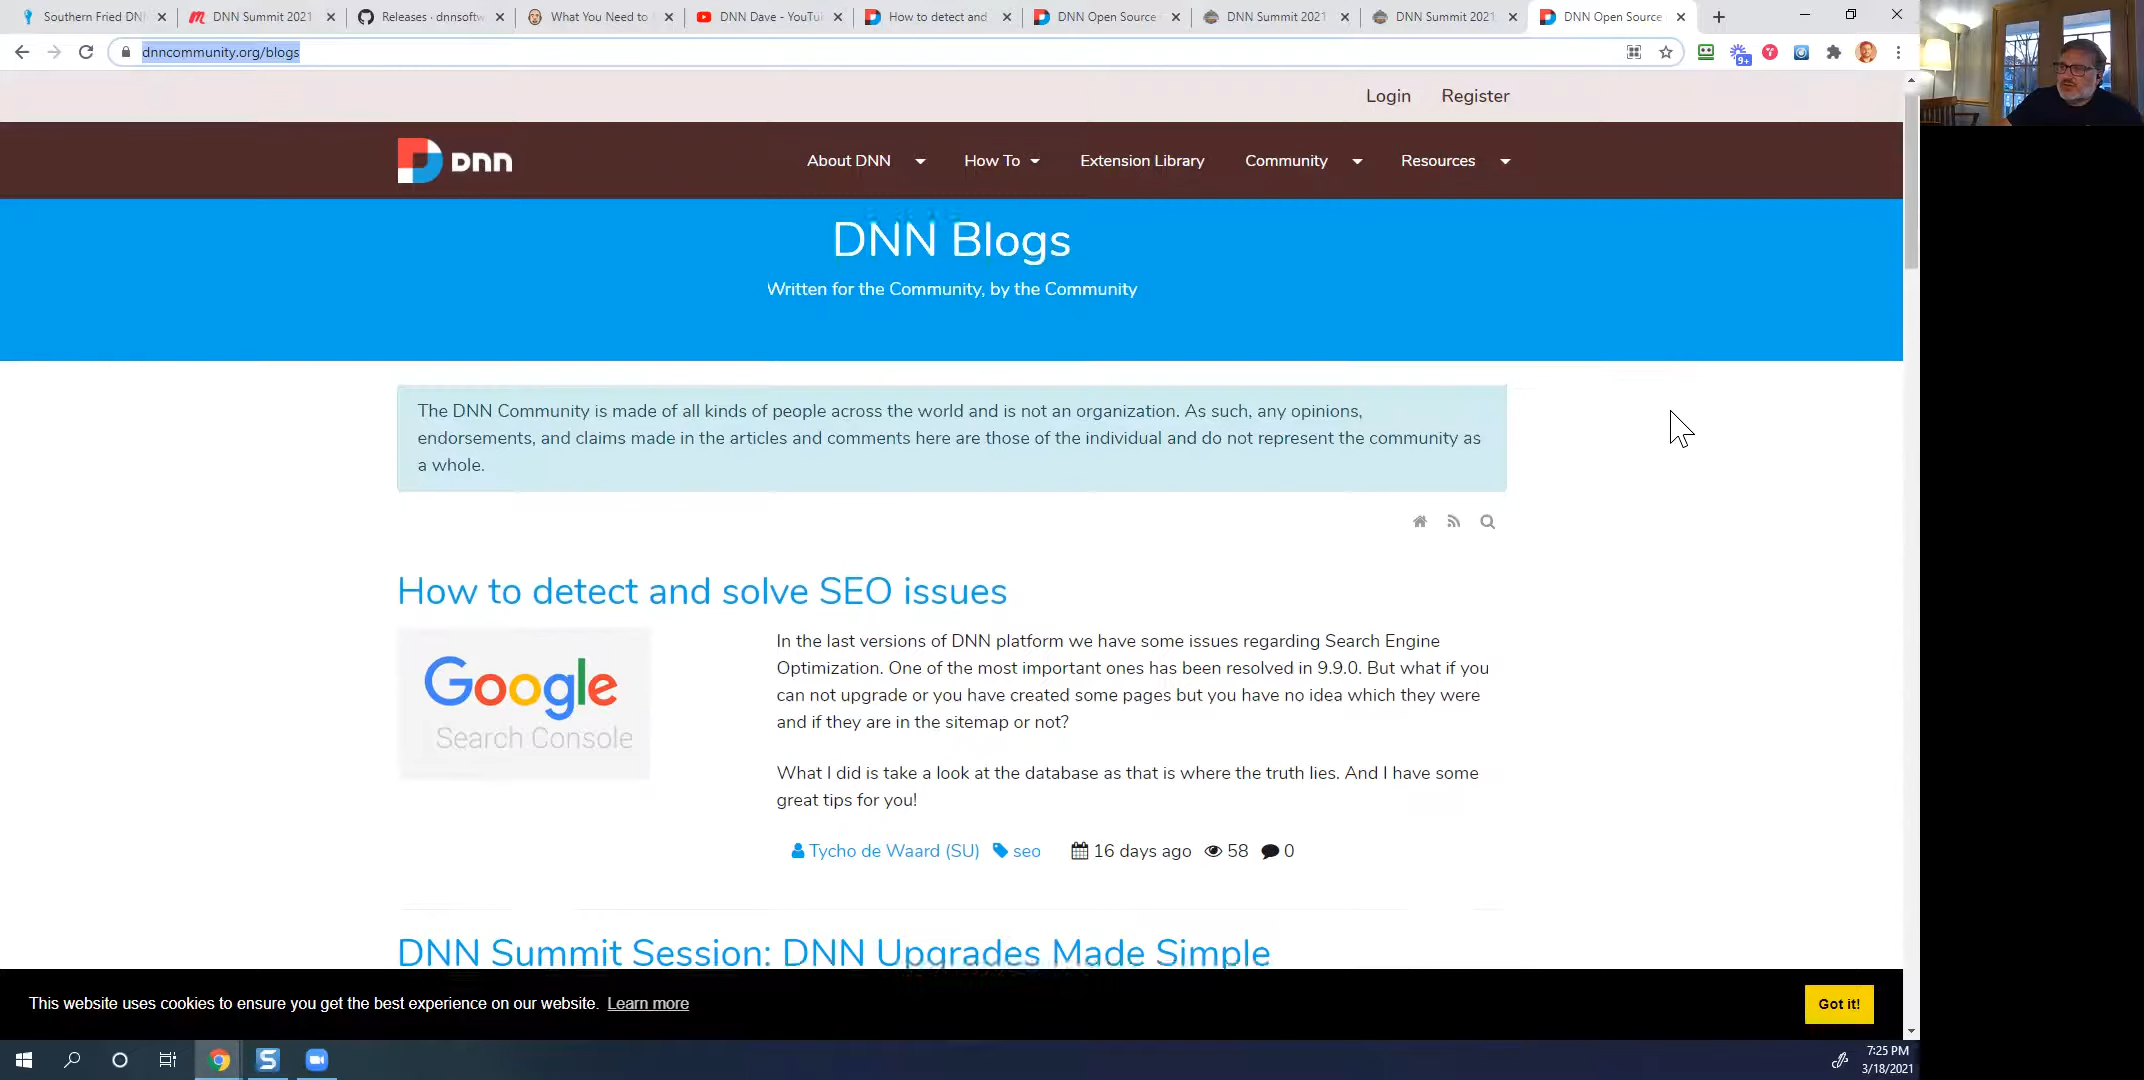 Southern Fried DN
DNN Summit 2021
Releases · dnnsoftw
What You Need to
DNN Dave - YouTu
How to detect and
DNN Open Source
DNN Summit 2021
DNN Summit 2021
DNN Open Source
dnncommunity.org/blogs
9+
Login Register
DNN
About DNN How To Extension Library Community Resources
DNN Blogs
Written for the Community, by the Community
The DNN Community is made of all kinds of people across the world and is not an organization. As such, any opinions,
endorsements, and claims made in the articles and comments here are those of the individual and do not represent the community as
a whole.
How to detect and solve SEO issues
Google
Search Console
In the last versions of DNN platform we have some issues regarding Search Engine
Optimization. One of the most important ones has been resolved in 9.9.0. But what if you
can not upgrade or you have created some pages but you have no idea which they were
and if they are in the sitemap or not?
What I did is take a look at the database as that is where the truth lies. And I have some
great tips for you!
Tycho de Waard (SU) seo 16 days ago 58 0
DNN Summit Session: DNN Upgrades Made Simple
This website uses cookies to ensure you get the best experience on our website. Learn more
Got it!
7:25 PM
3/18/2021